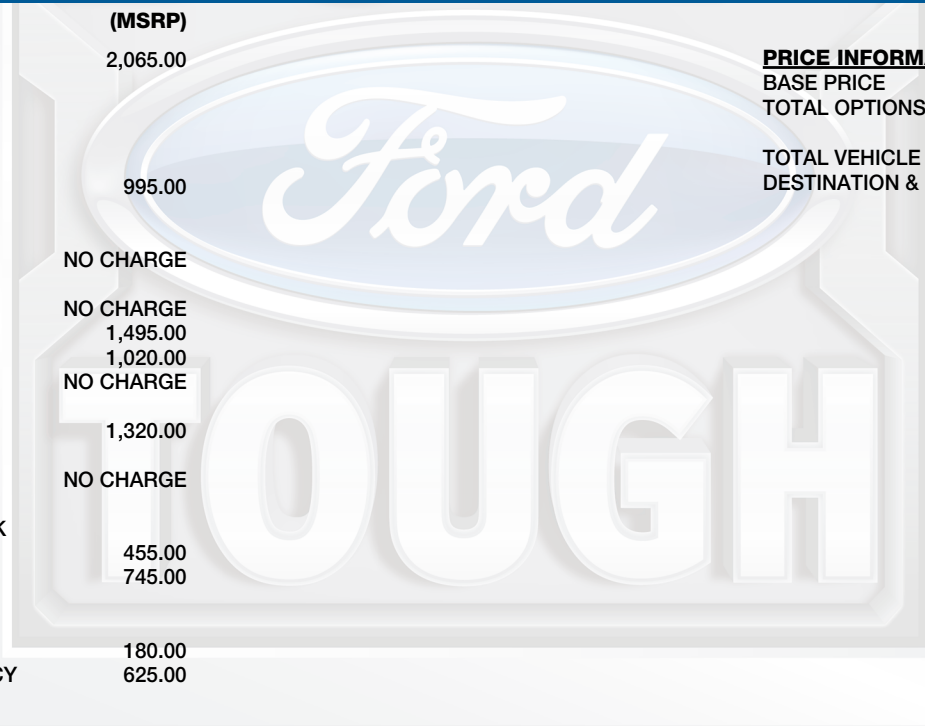 (MSRP)
2,065.00
995.00
NO CHARGE
NO CHARGE
1,495.00
1,020.00
NO CHARGE
1,320.00
NO CHARGE
K
455.00
745.00
180.00
CY 625.00
PRICE INFORMA
BASE PRICE
TOTAL OPTIONS
TOTAL VEHICLE
DESTINATION &
Ford
TOUGH